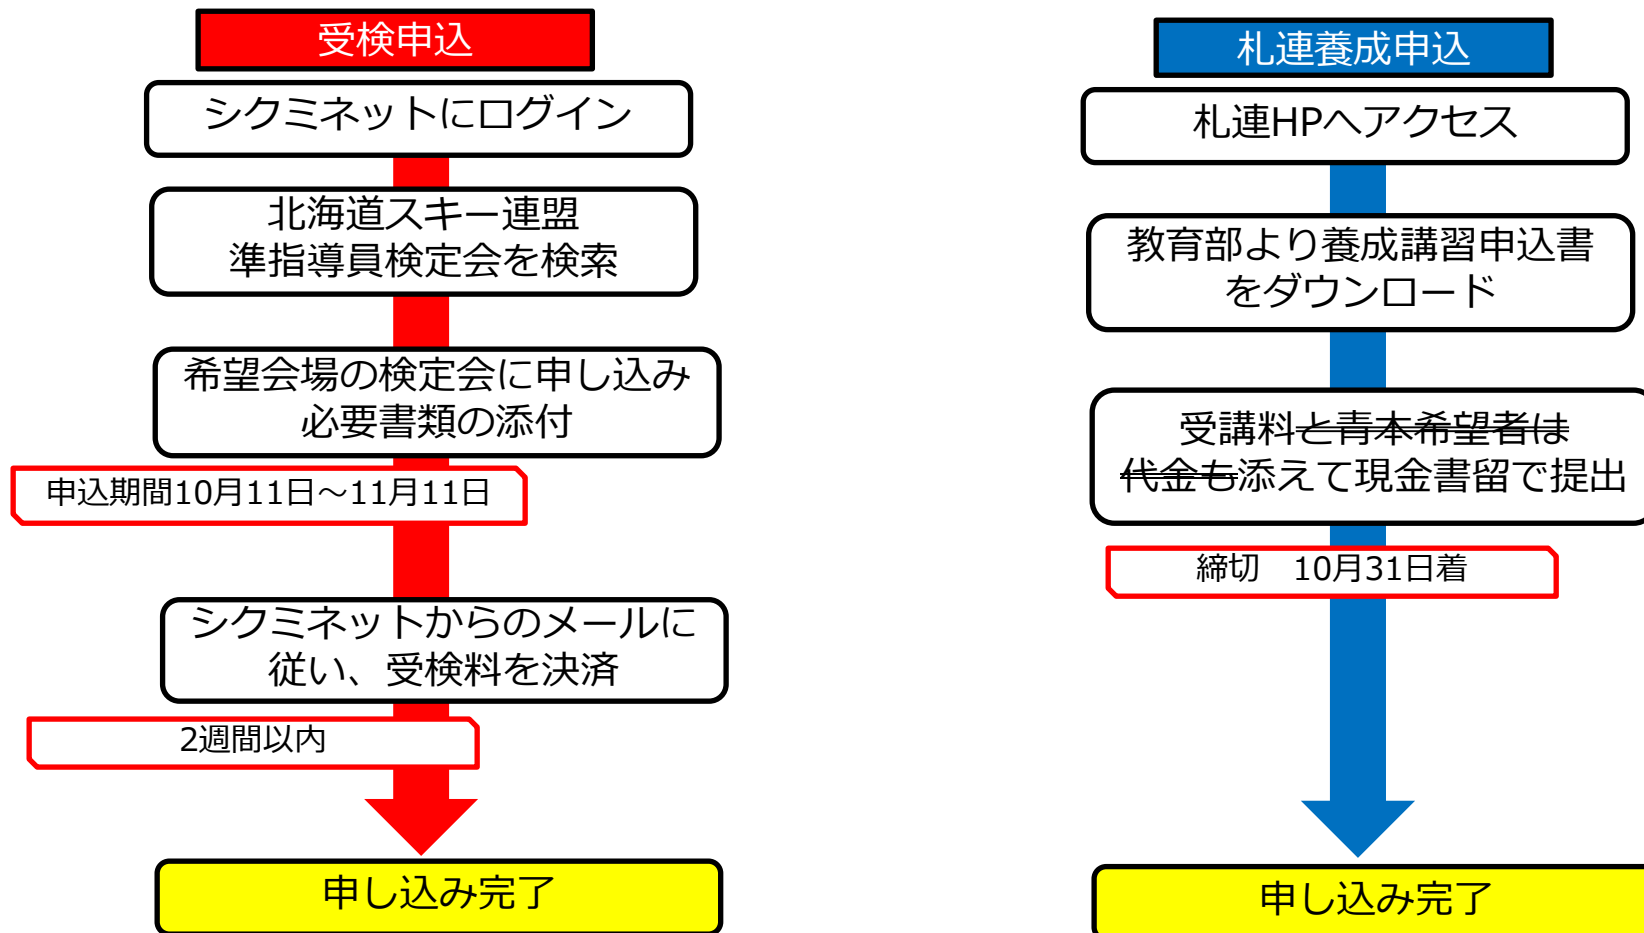 受検申込
シクミネットにログイン
北海道スキー連盟
準指導員検定会を検索
希望会場の検定会に申し込み
必要書類の添付
申込期間10月11日～11月11日
シクミネットからのメールに
従い、受検料を決済
2週間以内
申し込み完了
札連養成申込
札連HPへアクセス
教育部より養成講習申込書
をダウンロード
受講料と青本希望者は
代金も添えて現金書留で提出
締切　10月31日着
申し込み完了